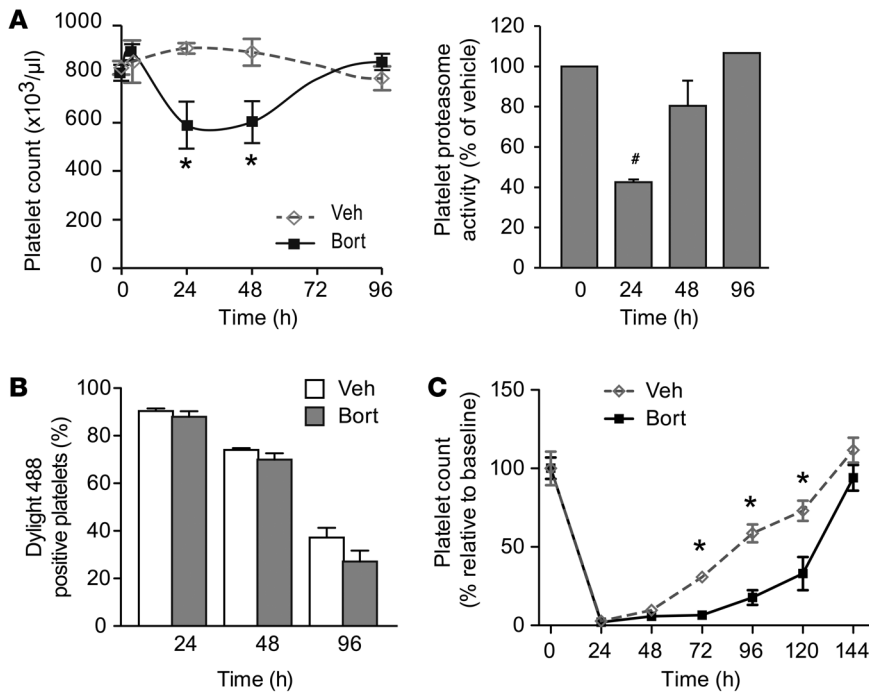 A
1000
800
600
400
200
0
Platelet count (x10³/µl)
*
*
Veh
Bort
0
24
48
72
96
Time (h)
120
100
80
60
40
20
0
Platelet proteasome
activity (% of vehicle)
#
0
24
48
96
Time (h)
B
100
80
60
40
20
0
Dylight 488
positive platelets (%)
Veh
Bort
24
48
96
Time (h)
C
150
100
50
0
Platelet count
(% relative to baseline)
Veh
Bort
*
*
*
0
24
48
72
96
120
144
Time (h)